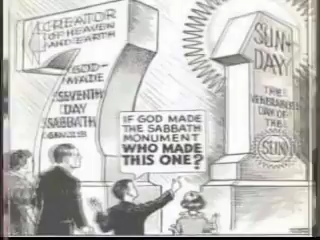 CREATOR
OF HEAVEN
AND EARTH
GOD-
MADE
SEVENTH
DAY
SABBATH
IF GOD MADE
THE SABBATH
MONUMENT
WHO MADE
THIS ONE?
SUN-
DAY
THE
VENERABLE
DAY OF
THE
SUN